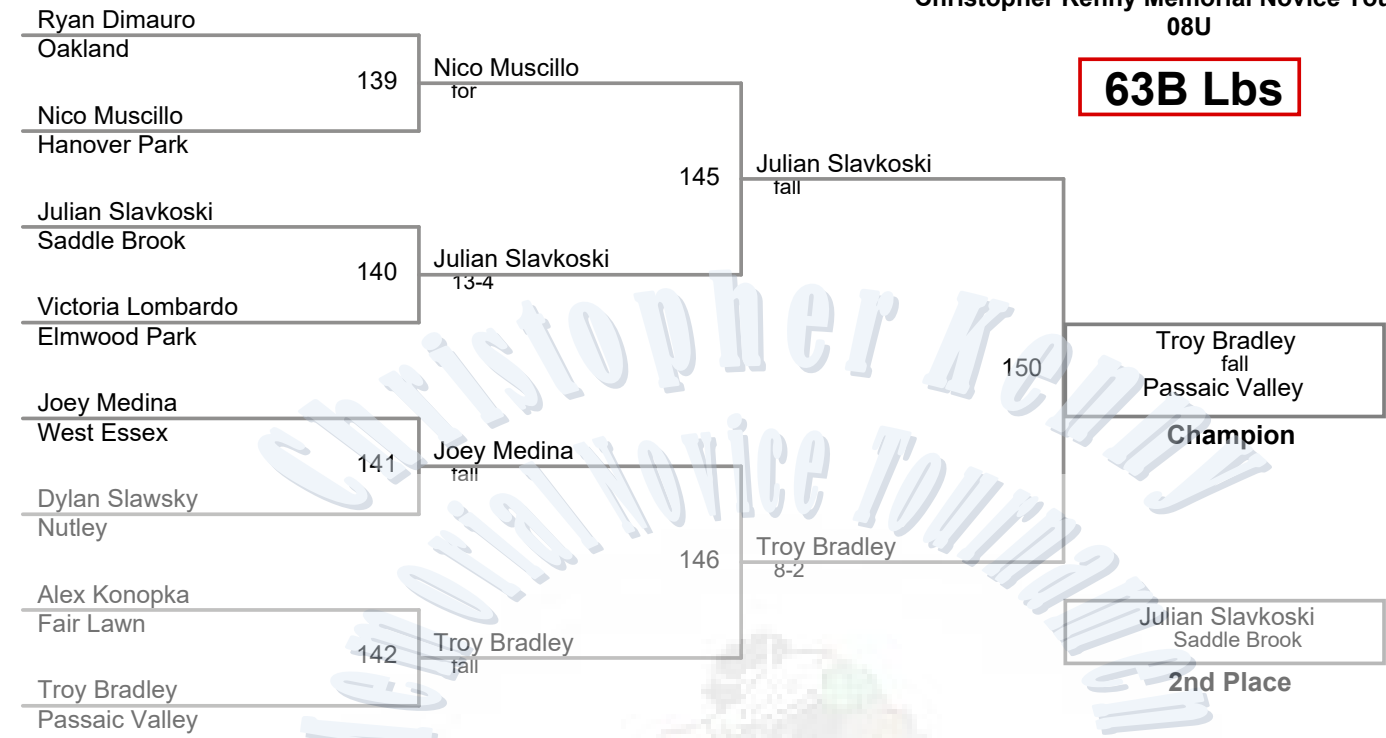 Christopher Kenny Memorial Novice
08U
63B Lbs
Ryan Dimauro
Oakland
139
Nico Muscillo
for
Nico Muscillo
Hanover Park
145
Julian Slavkoski
fall
Julian Slavkoski
Saddle Brook
140
Julian Slavkoski
13-4
Victoria Lombardo
Elmwood Park
150
Troy Bradley
fall
Passaic Valley
Champion
Joey Medina
West Essex
141
Joey Medina
fall
Dylan Slawsky
Nutley
146
Troy Bradley
8-2
Alex Konopka
Fair Lawn
142
Troy Bradley
fall
Troy Bradley
Passaic Valley
Julian Slavkoski
Saddle Brook
2nd Place
Christopher Kenny
Memorial Novice Tournament